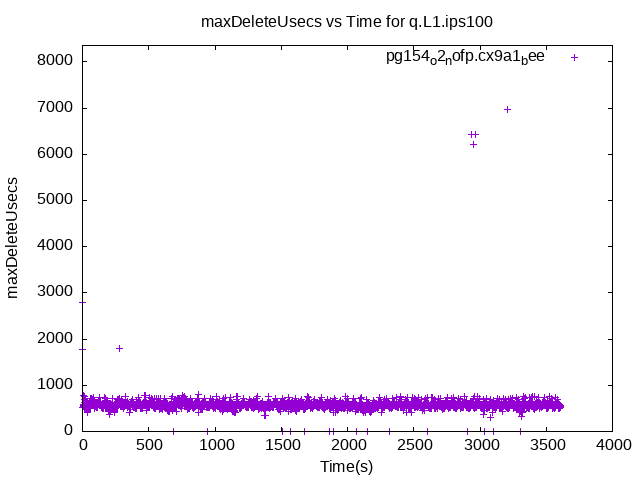 maxDeleteUsecs vs Time for q.L1.ips100
pg154o2nofp.cx9a1bee
8000
7000
6000
5000
4000
3000
2000
1000
0
maxDeleteUsecs
0 500 1000 1500 2000 2500 3000 3500 4000
Time(s)